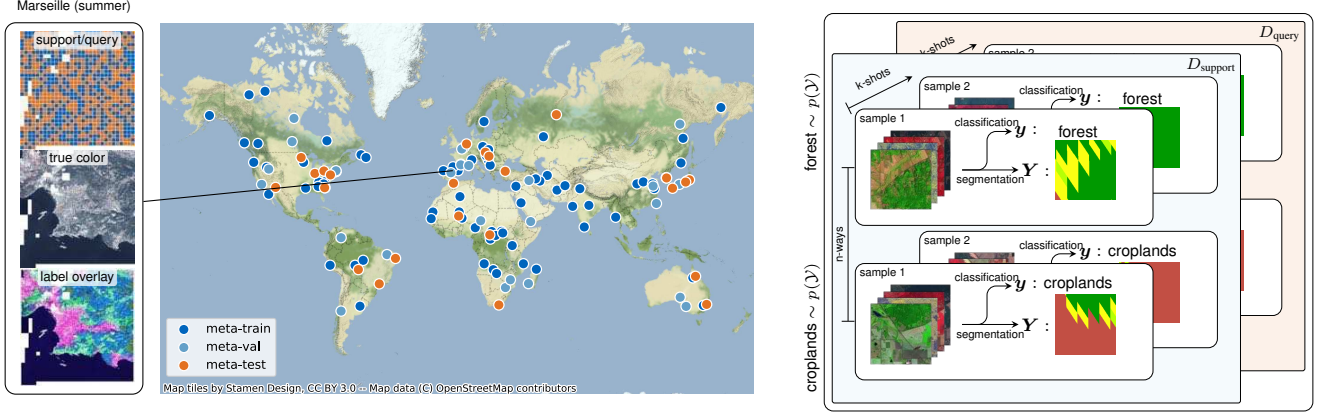 Marseille (summer)
support/query
true color
label overlay
meta-train
meta-val
meta-test
Map tiles by Stamen Design, CC BY 3.0 -- Map data (C) OpenStreetMap contributors
D_query
k-shots
D_support
k-shots
forest ∼ p(𝒴)
sample 2
classification
y : forest
sample 1
classification
y : forest
segmentation
Y :
n-ways
croplands ∼ p(𝒴)
sample 2
classification
y : croplands
sample 1
classification
y : croplands
segmentation
Y :